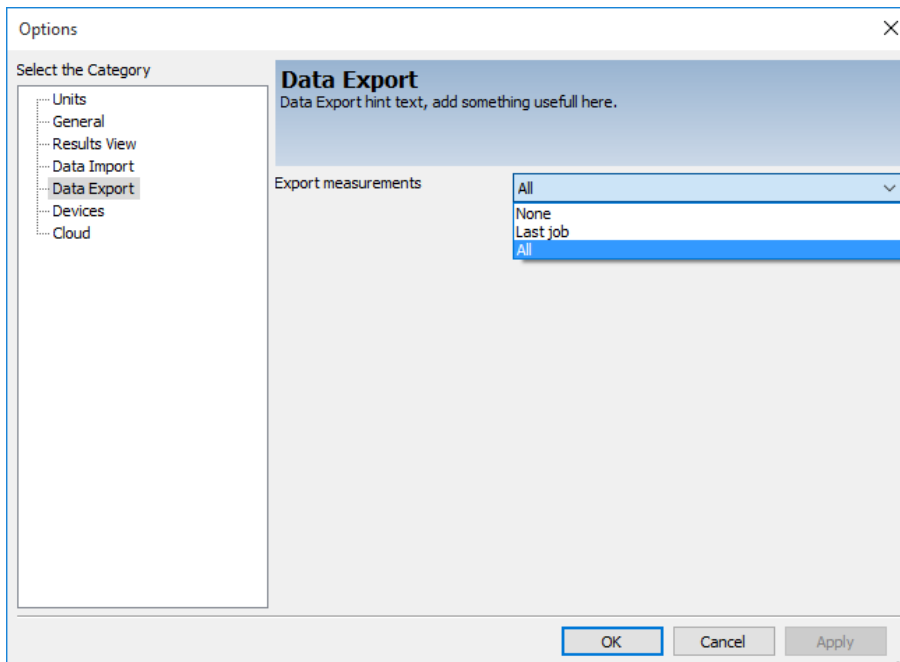 Options
Select the Category
Units
General
Results View
Data Import
Data Export
Devices
Cloud
Data Export
Data Export hint text, add something usefull here.
Export measurements
All
None
Last job
All
OK
Cancel
Apply